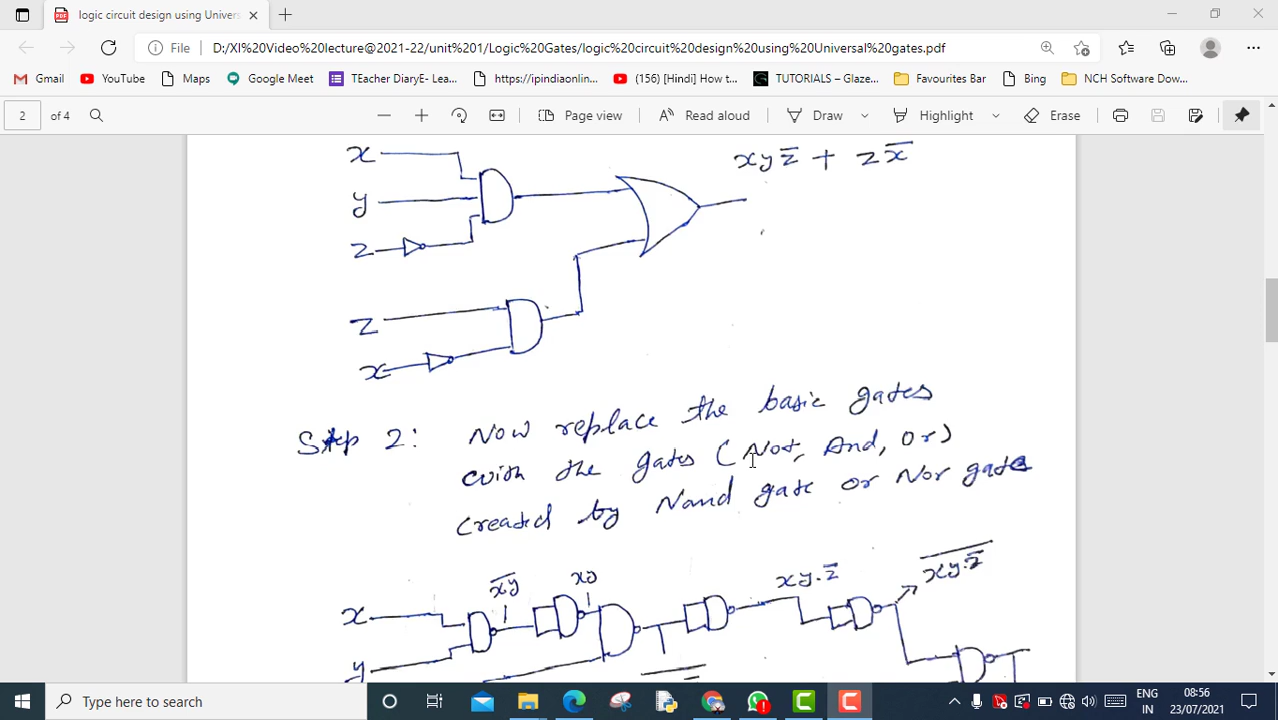 logic circuit design using Univers
File D:/XI%20Video%20lecture@2021-22/unit%201/Logic%20Gates/logic%20circuit%20design%20using%20Universal%20gates.pdf
Gmail YouTube Maps Google Meet TEacher DiaryE- Lea... https://ipindiaonlin... (156) [Hindi] How t... TUTORIALS – Glaze... Favourites Bar Bing NCH Software Dow...
2 of 4 Page view Read aloud Draw Highlight Erase
x
y
z
xyz̅ + zx̅
z
x
Step 2: Now replace the basic gates
with the gates (Not, And, Or)
created by Nand gate or Nor gate
x
y
x̅y̅
xy
xy.z̅
x̅y̅.̅z̅̅
Type here to search
ENG
IN
08:56
23/07/2021